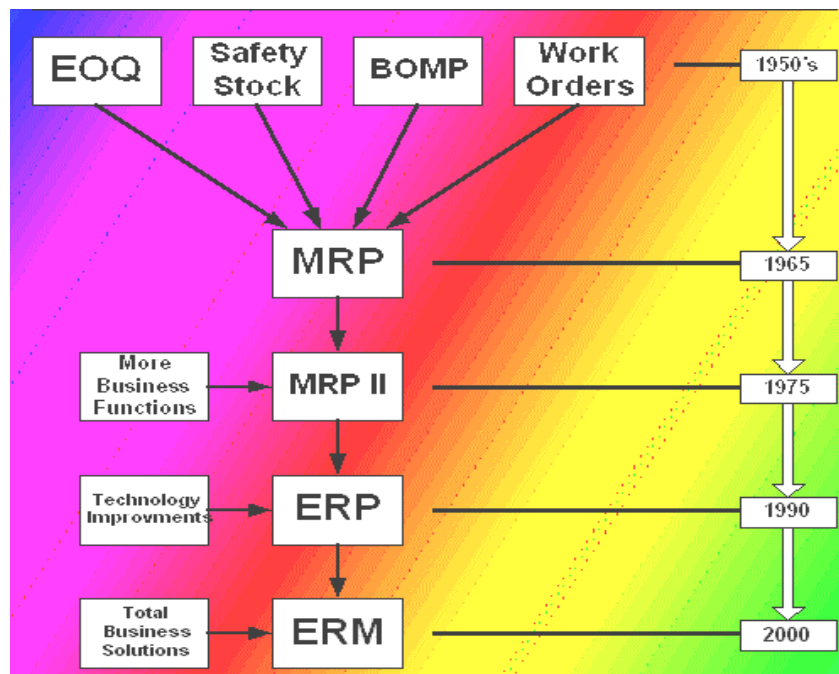 EOQ
Safety
Stock
BOMP
Work
Orders
1950's
MRP
1965
More
Business
Functions
MRP II
1975
Technology
Improvments
ERP
1990
Total
Business
Solutions
ERM
2000